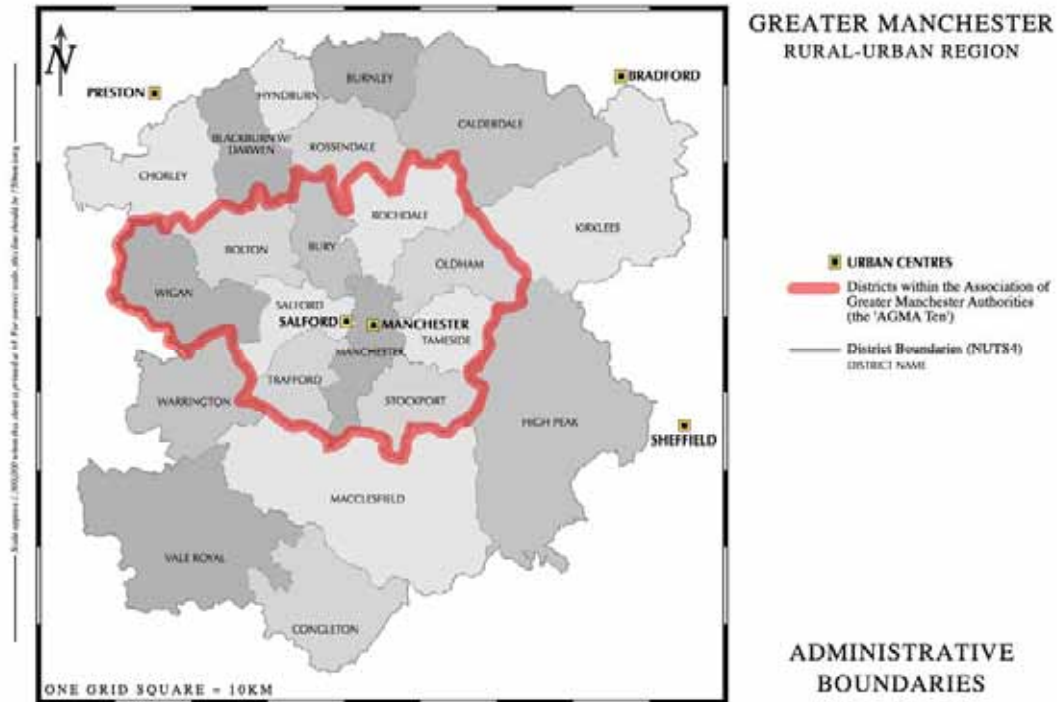 GREATER MANCHESTER
RURAL-URBAN REGION
N
PRESTON
BRADFORD
BURNLEY
HYNDBURN
CALDERDALE
BLACKBURN W/
DARWEN
ROSSENDALE
CHORLEY
ROCHDALE
KIRKLEES
BOLTON
BURY
OLDHAM
WIGAN
SALFORD
SALFORD
MANCHESTER
TAMESIDE
MANCHESTER
TRAFFORD
STOCKPORT
WARRINGTON
HIGH PEAK
SHEFFIELD
MACCLESFIELD
VALE ROYAL
CONGLETON
ONE GRID SQUARE = 10KM
URBAN CENTRES
Districts within the Association of
Greater Manchester Authorities
(the 'AGMA Ten')
District Boundaries (NUTS4)
DISTRICT NAME
ADMINISTRATIVE
BOUNDARIES